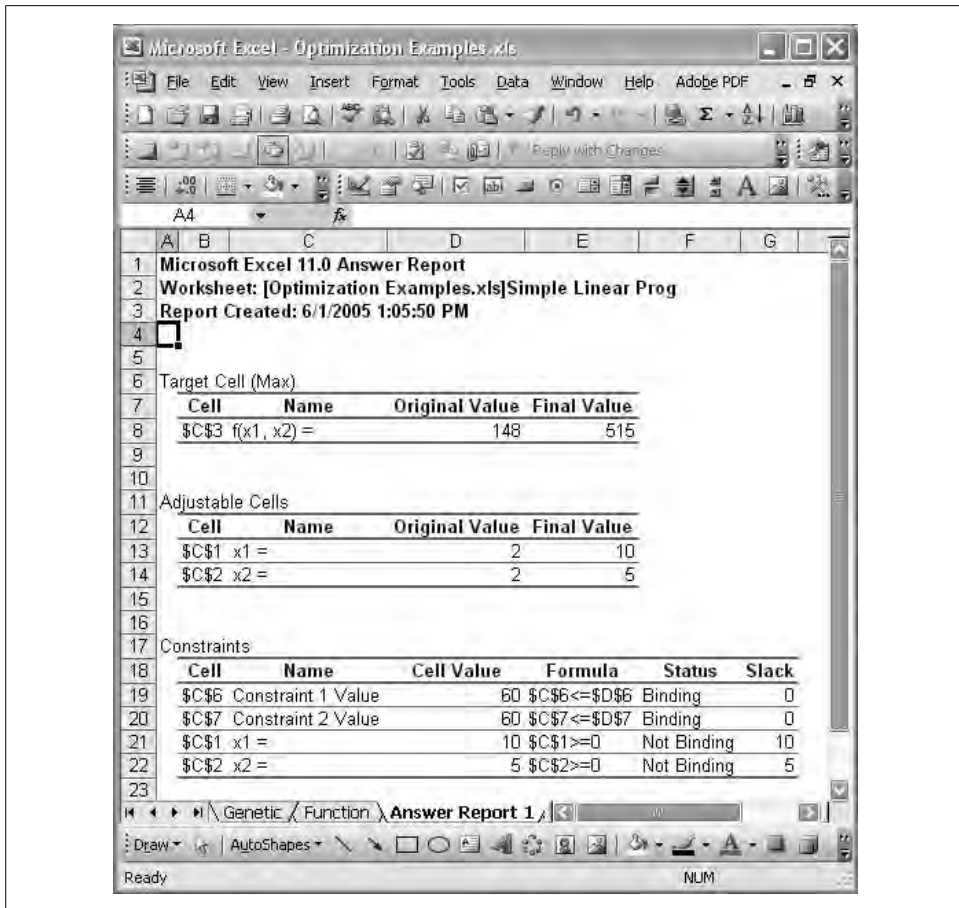 Microsoft Excel - Optimization Examples.xls
File Edit View Insert Format Tools Data Window Help Adobe PDF
Reply with Changes...
A4 fx
A B C D E F G
1 Microsoft Excel 11.0 Answer Report
2 Worksheet: [Optimization Examples.xls]Simple Linear Prog
3 Report Created: 6/1/2005 1:05:50 PM
4
5
6 Target Cell (Max)
7 Cell Name Original Value Final Value
8 $C$3 f(x1, x2) = 148 515
9
10
11 Adjustable Cells
12 Cell Name Original Value Final Value
13 $C$1 x1 = 2 10
14 $C$2 x2 = 2 5
15
16
17 Constraints
18 Cell Name Cell Value Formula Status Slack
19 $C$6 Constraint 1 Value 60 $C$6<=$D$6 Binding 0
20 $C$7 Constraint 2 Value 60 $C$7<=$D$7 Binding 0
21 $C$1 x1 = 10 $C$1>=0 Not Binding 10
22 $C$2 x2 = 5 $C$2>=0 Not Binding 5
23
Genetic Function Answer Report 1
Draw AutoShapes
Ready NUM